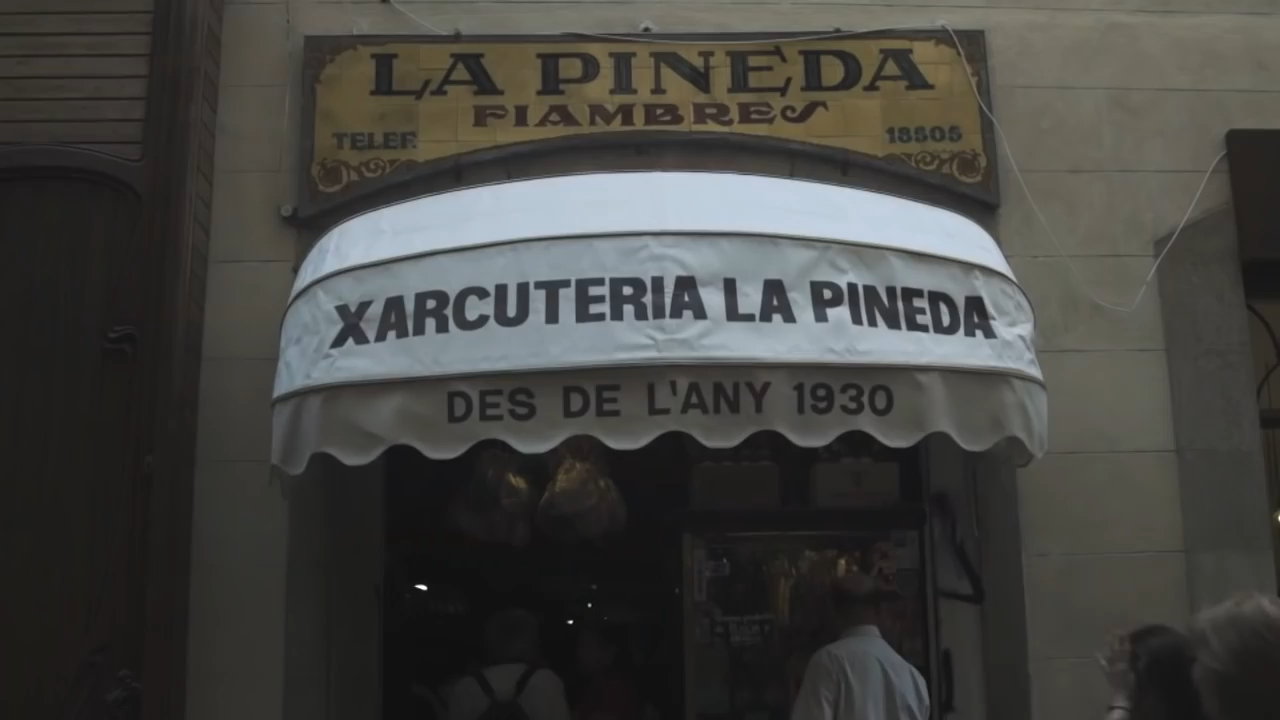 LA PINEDA
FIAMBRES
TELEF 18505
XARCUTERIA LA PINEDA
DES DE L'ANY 1930